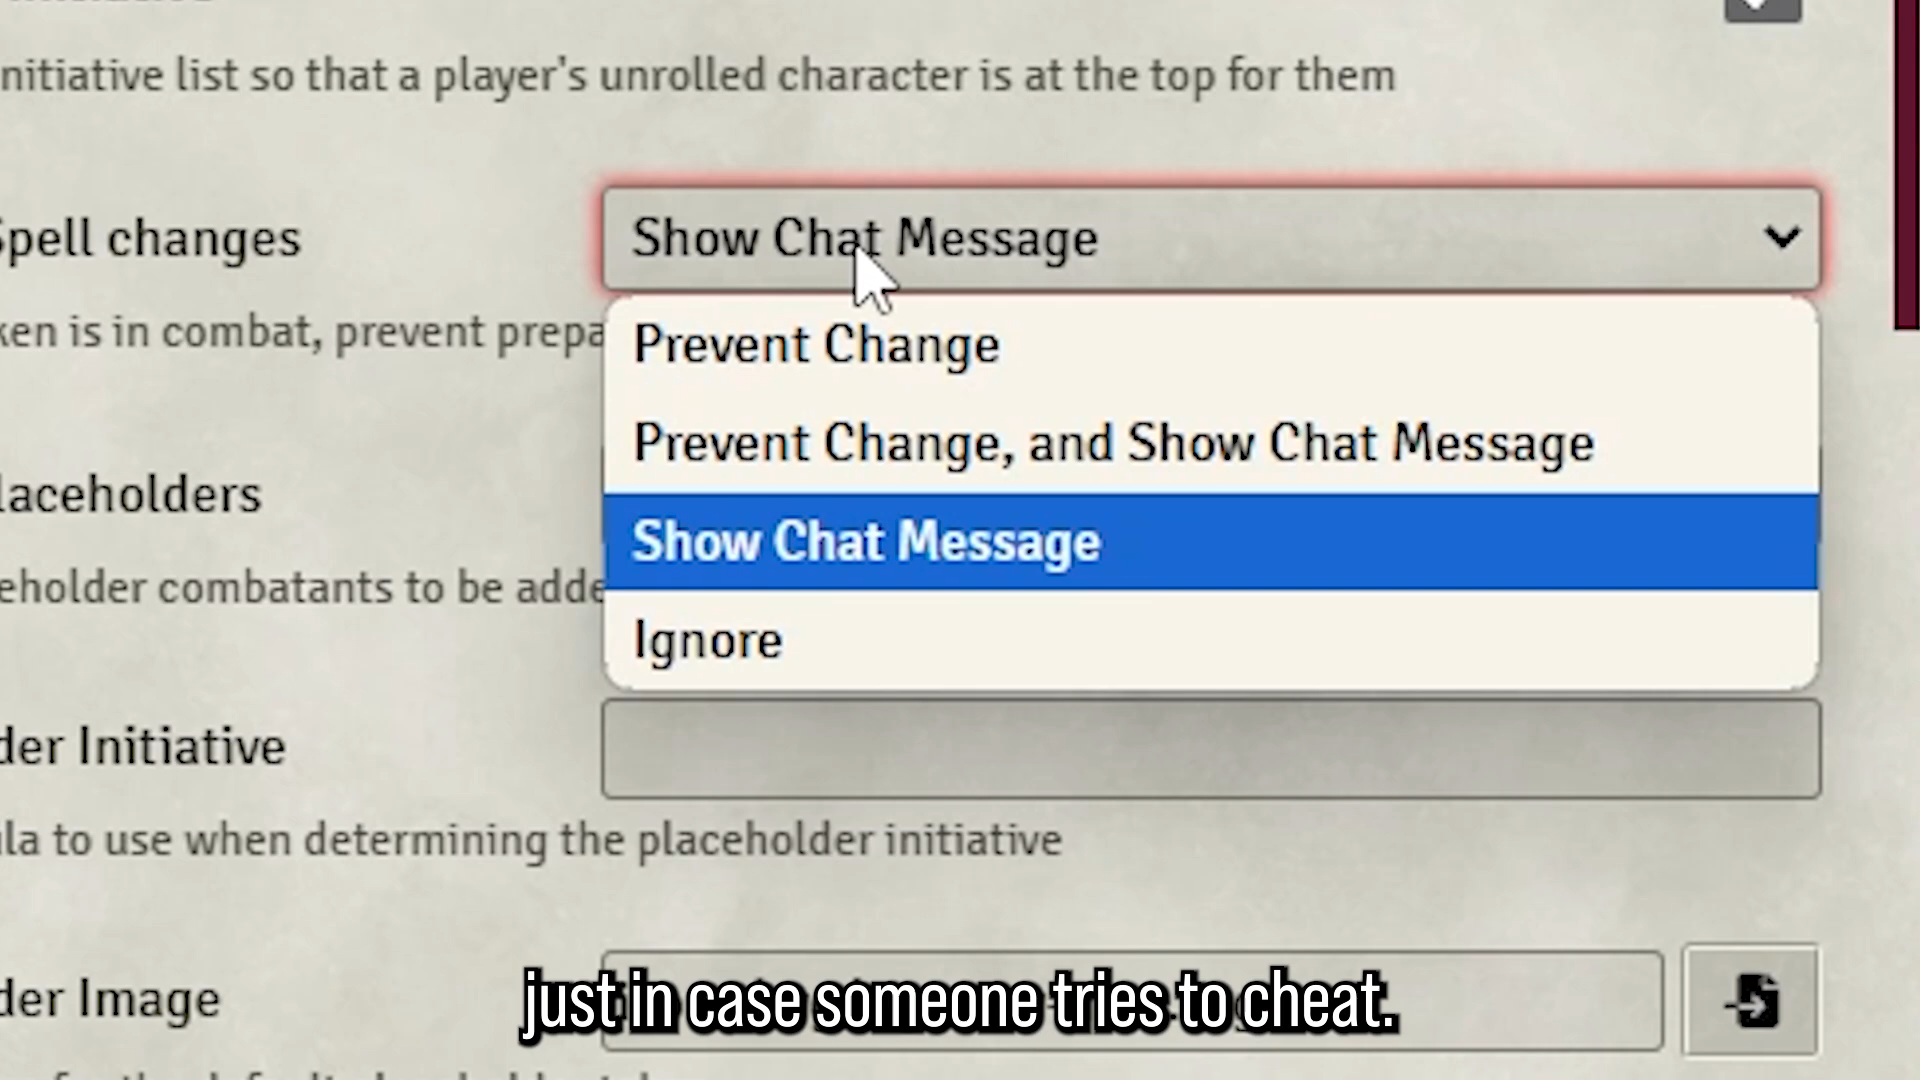 nitiative list so that a player's unrolled character is at the top for them
Spell changes
Show Chat Message
ken is in combat, prevent prepa
Prevent Change
Prevent Change, and Show Chat Message
laceholders
Show Chat Message
eholder combatants to be adde
Ignore
der Initiative
ula to use when determining the placeholder initiative
der Image
just in case someone tries to cheat.